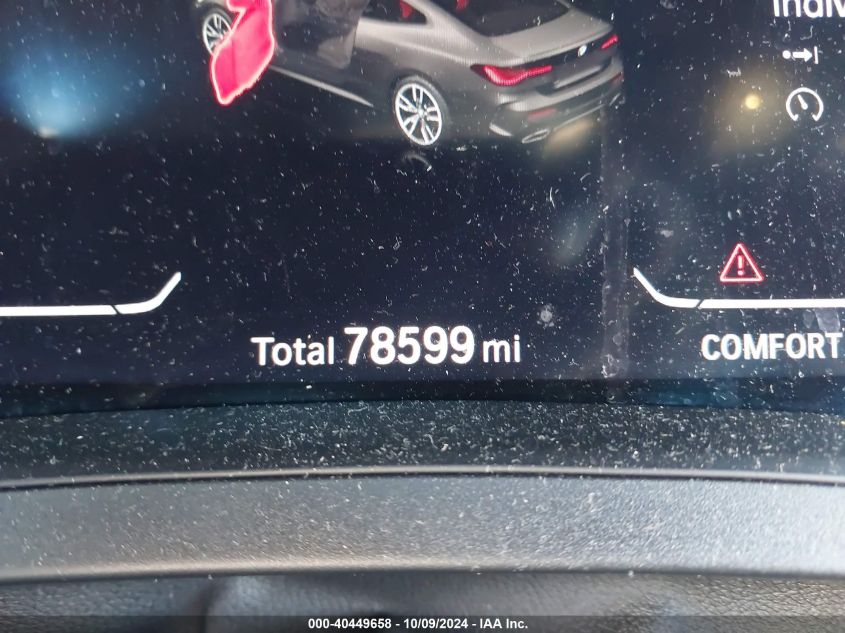 Total 78599 mi
COMFORT
000-40449658 - 10/09/2024 - IAA Inc.